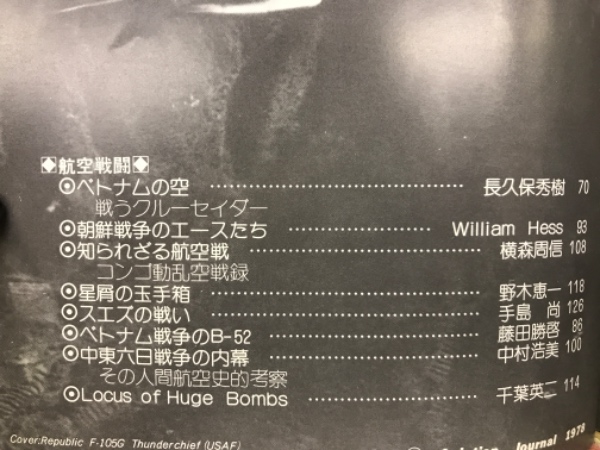 ◆航空戦闘◆
◉ベトナムの空 ………………………………… 長久保秀樹 70
戦うクルーセイダー
◉朝鮮戦争のエースたち ………………… William Hess 93
◉知られざる航空戦 ………………………………… 横森周信 108
コンゴ動乱空戦録
◉星屑の玉手箱 ………………………………… 野木恵一 118
◉スエズの戦い ………………………………… 手島 尚 126
◉ベトナム戦争のB-52 ………………………………… 藤田勝啓 86
◉中東六日戦争の内幕 ………………………………… 中村浩美 100
その人間航空史的考察
◉Locus of Huge Bombs ………………………… 千葉英二 114
Cover:Republic F-105G Thunderchief (USAF)
Journal 1978